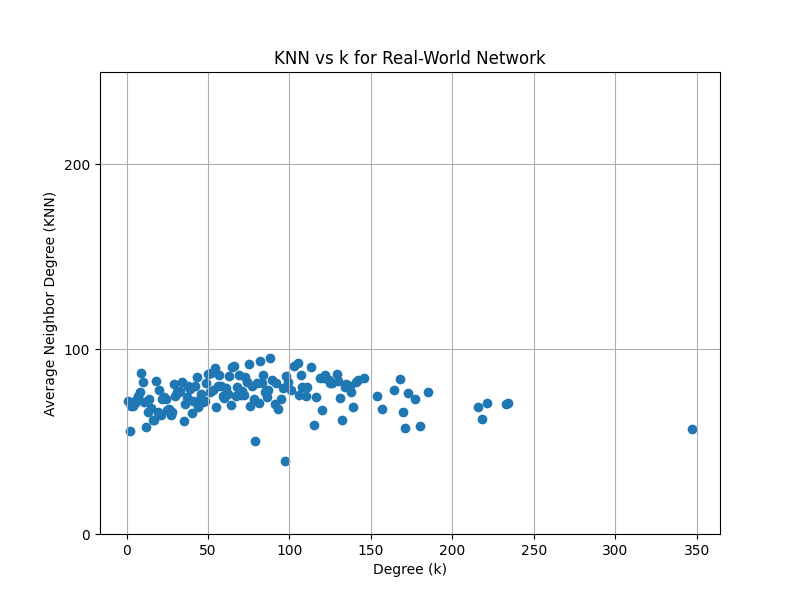 KNN vs k for Real-World Network
200
100
0
Average Neighbor Degree (KNN)
0 50 100 150 200 250 300 350
Degree (k)